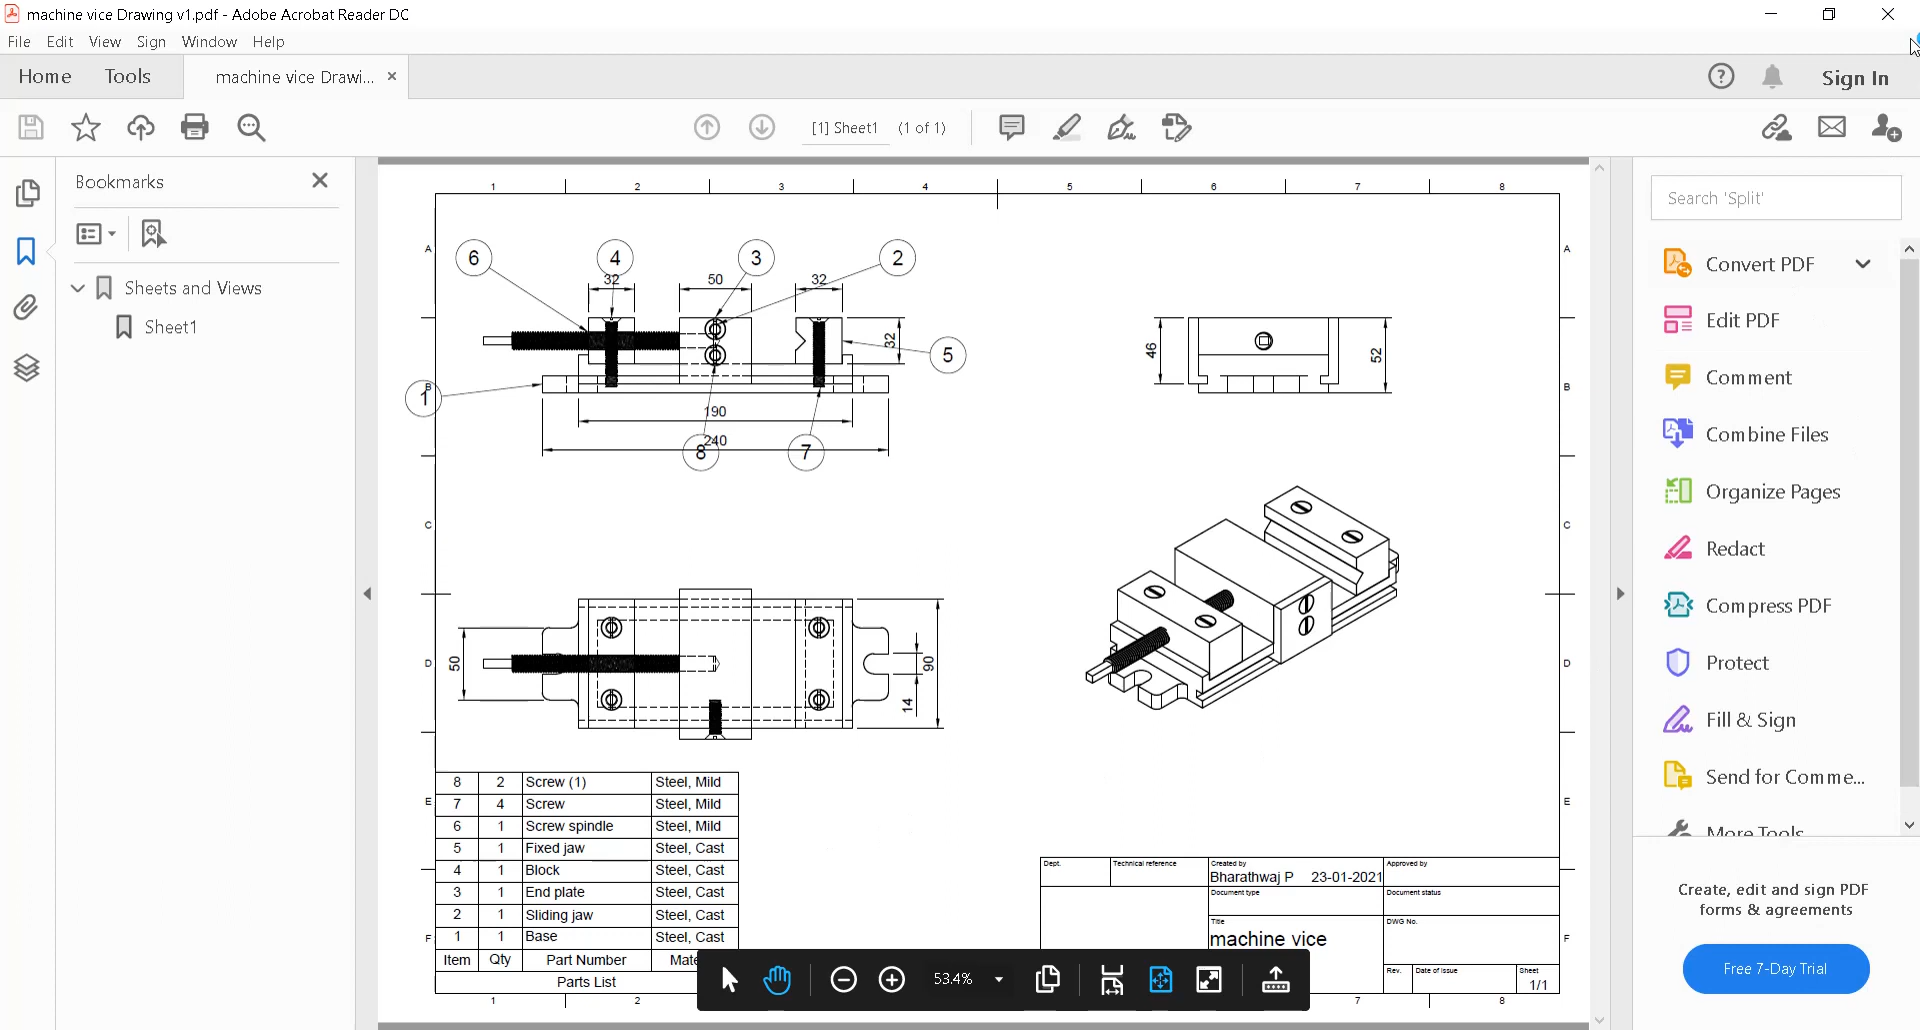 machine vice Drawing v1.pdf - Adobe Acrobat Reader DC
File Edit View Sign Window Help
Home Tools machine vice Drawi... × ? Sign In
[1] Sheet1 (1 of 1)
Bookmarks
Sheets and Views
Sheet1
1 2 3 4 5 6 7 8
A A
6 4 3 2
32 50 32
32
5
46 52
1
B B
190
240
8 7
C C
50
D D
90
14
8 2 Screw (1) Steel, Mild
7 4 Screw Steel, Mild
6 1 Screw spindle Steel, Mild
5 1 Fixed jaw Steel, Cast
4 1 Block Steel, Cast
3 1 End plate Steel, Cast
2 1 Sliding jaw Steel, Cast
1 1 Base Steel, Cast
Item Qty Part Number Mate
Parts List
E E
F F
Dept. Technical reference Created by Approved by
Bharathwaj P 23-01-2021
Document type Document status
Title DWG No.
machine vice
Rev. Date of issue Sheet
1/1
53.4%
1 2 7 8
Search 'Split'
Convert PDF
Edit PDF
Comment
Combine Files
Organize Pages
Redact
Compress PDF
Protect
Fill & Sign
Send for Comme...
More Tools
Create, edit and sign PDF
forms & agreements
Free 7-Day Trial